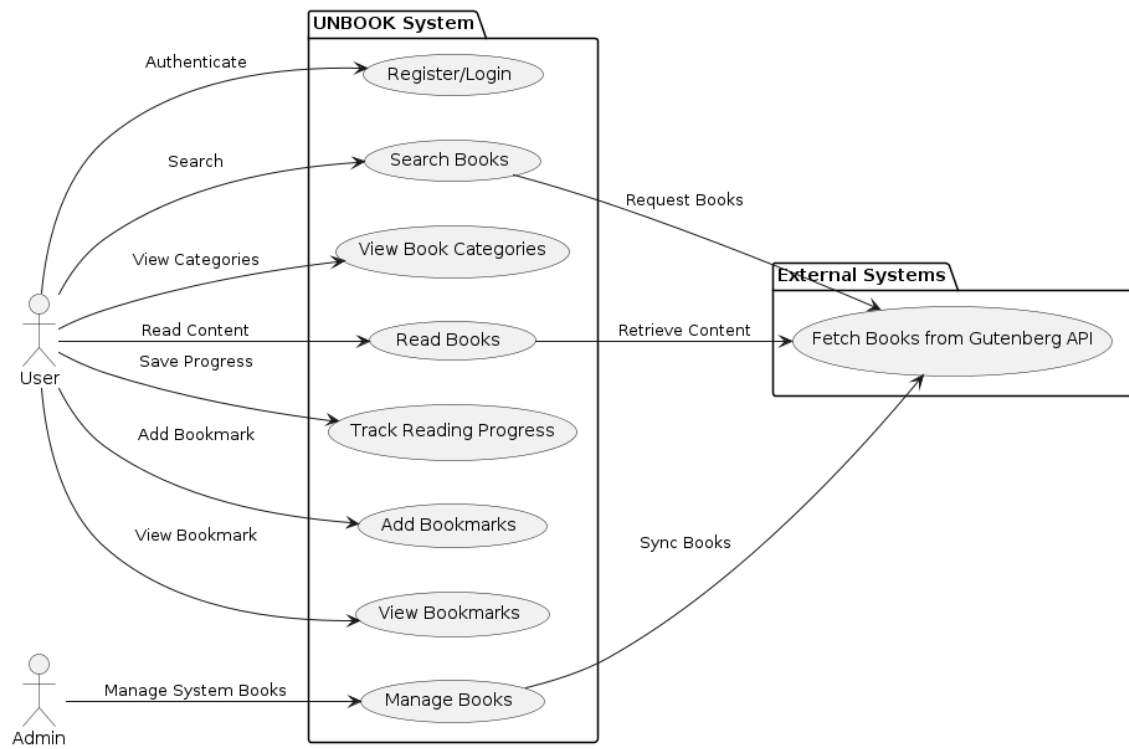 UNBOOK System
Authenticate
Register/Login
Search
Search Books
Request Books
View Categories
View Book Categories
External Systems
Read Content
Read Books
Retrieve Content
Fetch Books from Gutenberg API
Save Progress
User
Track Reading Progress
Add Bookmark
Add Bookmarks
View Bookmark
Sync Books
View Bookmarks
Manage System Books
Manage Books
Admin